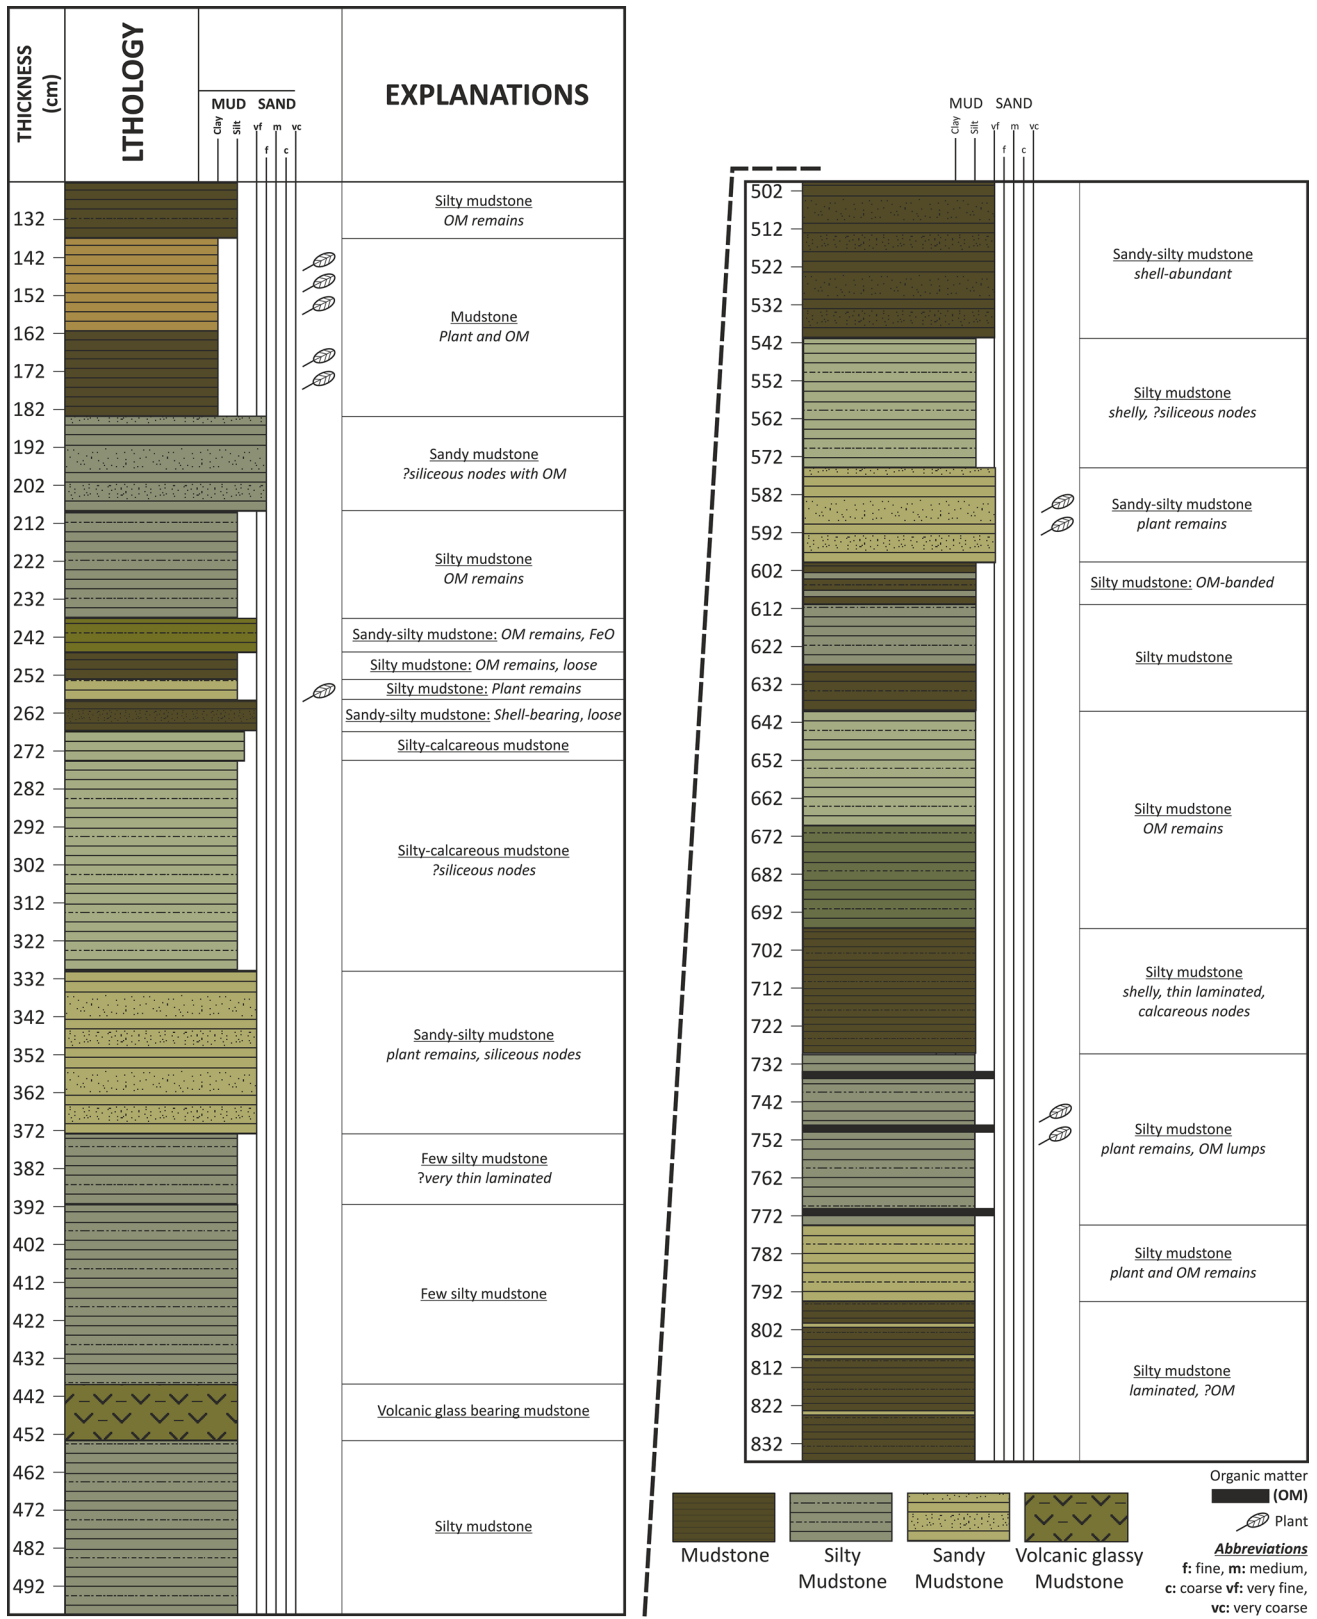 THICKNESS
(cm)
LTHOLOGY
MUD SAND
Clay
Silt
vf
f
m
c
vc
EXPLANATIONS
132
142
152
162
172
182
192
202
212
222
232
242
252
262
272
282
292
302
312
322
332
342
352
362
372
382
392
402
412
422
432
442
452
462
472
482
492
Silty mudstone
OM remains
Mudstone
Plant and OM
Sandy mudstone
?siliceous nodes with OM
Silty mudstone
OM remains
Sandy-silty mudstone: OM remains, FeO
Silty mudstone: OM remains, loose
Silty mudstone: Plant remains
Sandy-silty mudstone: Shell-bearing, loose
Silty-calcareous mudstone
Silty-calcareous mudstone
?siliceous nodes
Sandy-silty mudstone
plant remains, siliceous nodes
Few silty mudstone
?very thin laminated
Few silty mudstone
Volcanic glass bearing mudstone
Silty mudstone
MUD SAND
Clay
Silt
vf
f
m
c
vc
502
512
522
532
542
552
562
572
582
592
602
612
622
632
642
652
662
672
682
692
702
712
722
732
742
752
762
772
782
792
802
812
822
832
Sandy-silty mudstone
shell-abundant
Silty mudstone
shelly, ?siliceous nodes
Sandy-silty mudstone
plant remains
Silty mudstone: OM-banded
Silty mudstone
Silty mudstone
OM remains
Silty mudstone
shelly, thin laminated,
calcareous nodes
Silty mudstone
plant remains, OM lumps
Silty mudstone
plant and OM remains
Silty mudstone
laminated, ?OM
Mudstone
Silty
Mudstone
Sandy
Mudstone
Volcanic glassy
Mudstone
Organic matter
(OM)
Plant
Abbreviations
f: fine, m: medium,
c: coarse vf: very fine,
vc: very coarse